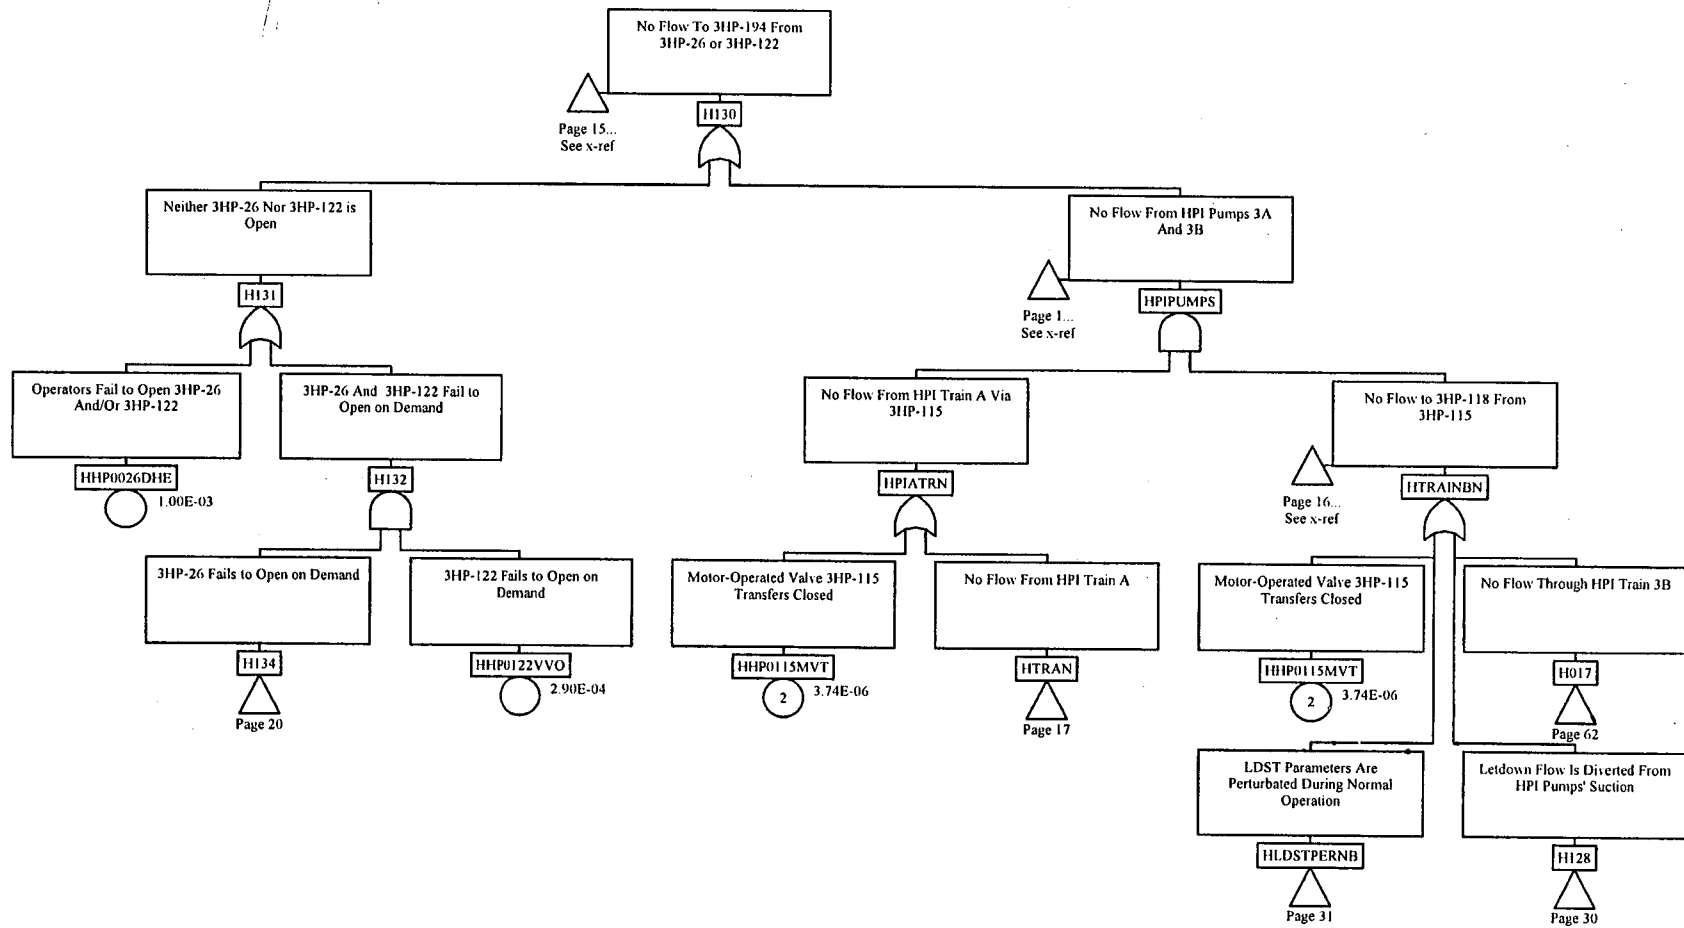 No Flow To 3HP-194 From
3HP-26 or 3HP-122
Page 15...
See x-ref
H130
Neither 3HP-26 Nor 3HP-122 is
Open
H131
No Flow From HPI Pumps 3A
And 3B
Page 1...
See x-ref
HPIPUMPS
Operators Fail to Open 3HP-26
And/Or 3HP-122
HHP0026DHE
1.00E-03
3HP-26 And 3HP-122 Fail to
Open on Demand
H132
No Flow From HPI Train A Via
3HP-115
HPIATRN
No Flow to 3HP-118 From
3HP-115
Page 16...
See x-ref
HTRAINBN
3HP-26 Fails to Open on Demand
H134
Page 20
3HP-122 Fails to Open on
Demand
HHP0122VVO
2.90E-04
Motor-Operated Valve 3HP-115
Transfers Closed
HHP0115MVT
2
3.74E-06
No Flow From HPI Train A
HTRAN
Page 17
Motor-Operated Valve 3HP-115
Transfers Closed
HHP0115MVT
2
3.74E-06
No Flow Through HPI Train 3B
H017
Page 62
LDST Parameters Are
Perturbated During Normal
Operation
HLDSTPERNB
Page 31
Letdown Flow Is Diverted From
HPI Pumps' Suction
H128
Page 30